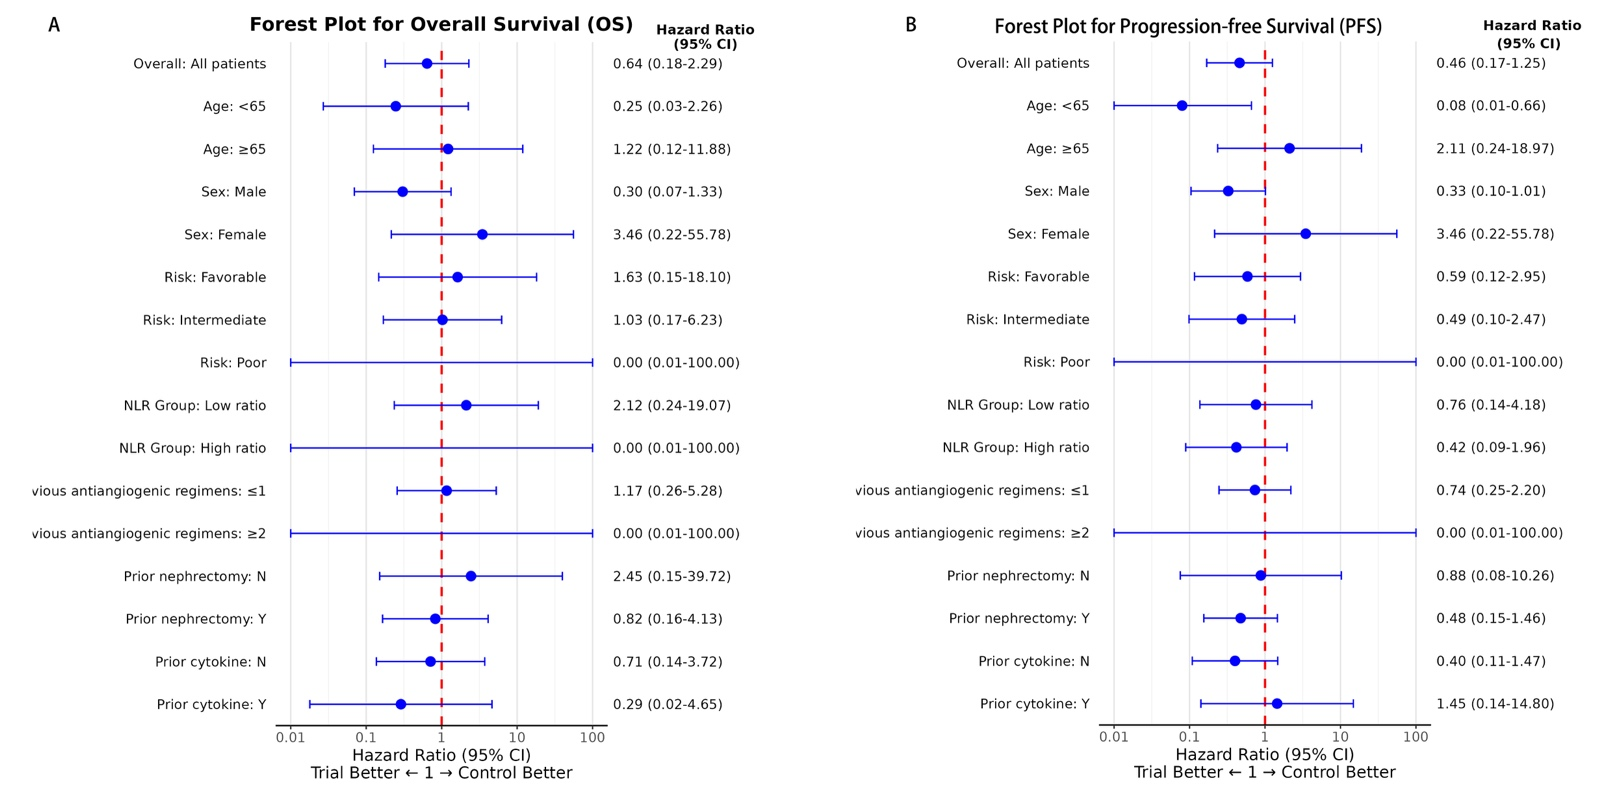 A
Forest Plot for Overall Survival (OS)
Hazard Ratio
(95% CI)
Overall: All patients 0.64 (0.18-2.29)
Age: <65 0.25 (0.03-2.26)
Age: ≥65 1.22 (0.12-11.88)
Sex: Male 0.30 (0.07-1.33)
Sex: Female 3.46 (0.22-55.78)
Risk: Favorable 1.63 (0.15-18.10)
Risk: Intermediate 1.03 (0.17-6.23)
Risk: Poor 0.00 (0.01-100.00)
NLR Group: Low ratio 2.12 (0.24-19.07)
NLR Group: High ratio 0.00 (0.01-100.00)
vious antiangiogenic regimens: ≤1 1.17 (0.26-5.28)
vious antiangiogenic regimens: ≥2 0.00 (0.01-100.00)
Prior nephrectomy: N 2.45 (0.15-39.72)
Prior nephrectomy: Y 0.82 (0.16-4.13)
Prior cytokine: N 0.71 (0.14-3.72)
Prior cytokine: Y 0.29 (0.02-4.65)
0.01 0.1 1 10 100
Hazard Ratio (95% CI)
Trial Better ← 1 → Control Better
B
Forest Plot for Progression-free Survival (PFS)
Hazard Ratio
(95% CI)
Overall: All patients 0.46 (0.17-1.25)
Age: <65 0.08 (0.01-0.66)
Age: ≥65 2.11 (0.24-18.97)
Sex: Male 0.33 (0.10-1.01)
Sex: Female 3.46 (0.22-55.78)
Risk: Favorable 0.59 (0.12-2.95)
Risk: Intermediate 0.49 (0.10-2.47)
Risk: Poor 0.00 (0.01-100.00)
NLR Group: Low ratio 0.76 (0.14-4.18)
NLR Group: High ratio 0.42 (0.09-1.96)
vious antiangiogenic regimens: ≤1 0.74 (0.25-2.20)
vious antiangiogenic regimens: ≥2 0.00 (0.01-100.00)
Prior nephrectomy: N 0.88 (0.08-10.26)
Prior nephrectomy: Y 0.48 (0.15-1.46)
Prior cytokine: N 0.40 (0.11-1.47)
Prior cytokine: Y 1.45 (0.14-14.80)
0.01 0.1 1 10 100
Hazard Ratio (95% CI)
Trial Better ← 1 → Control Better